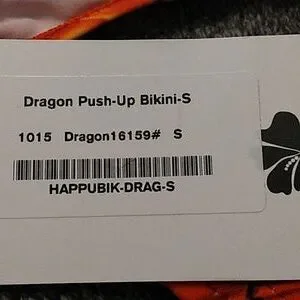 Dragon Push-Up Bikini-S
1015 Dragon16159# S
HAPPUBIK-DRAG-S